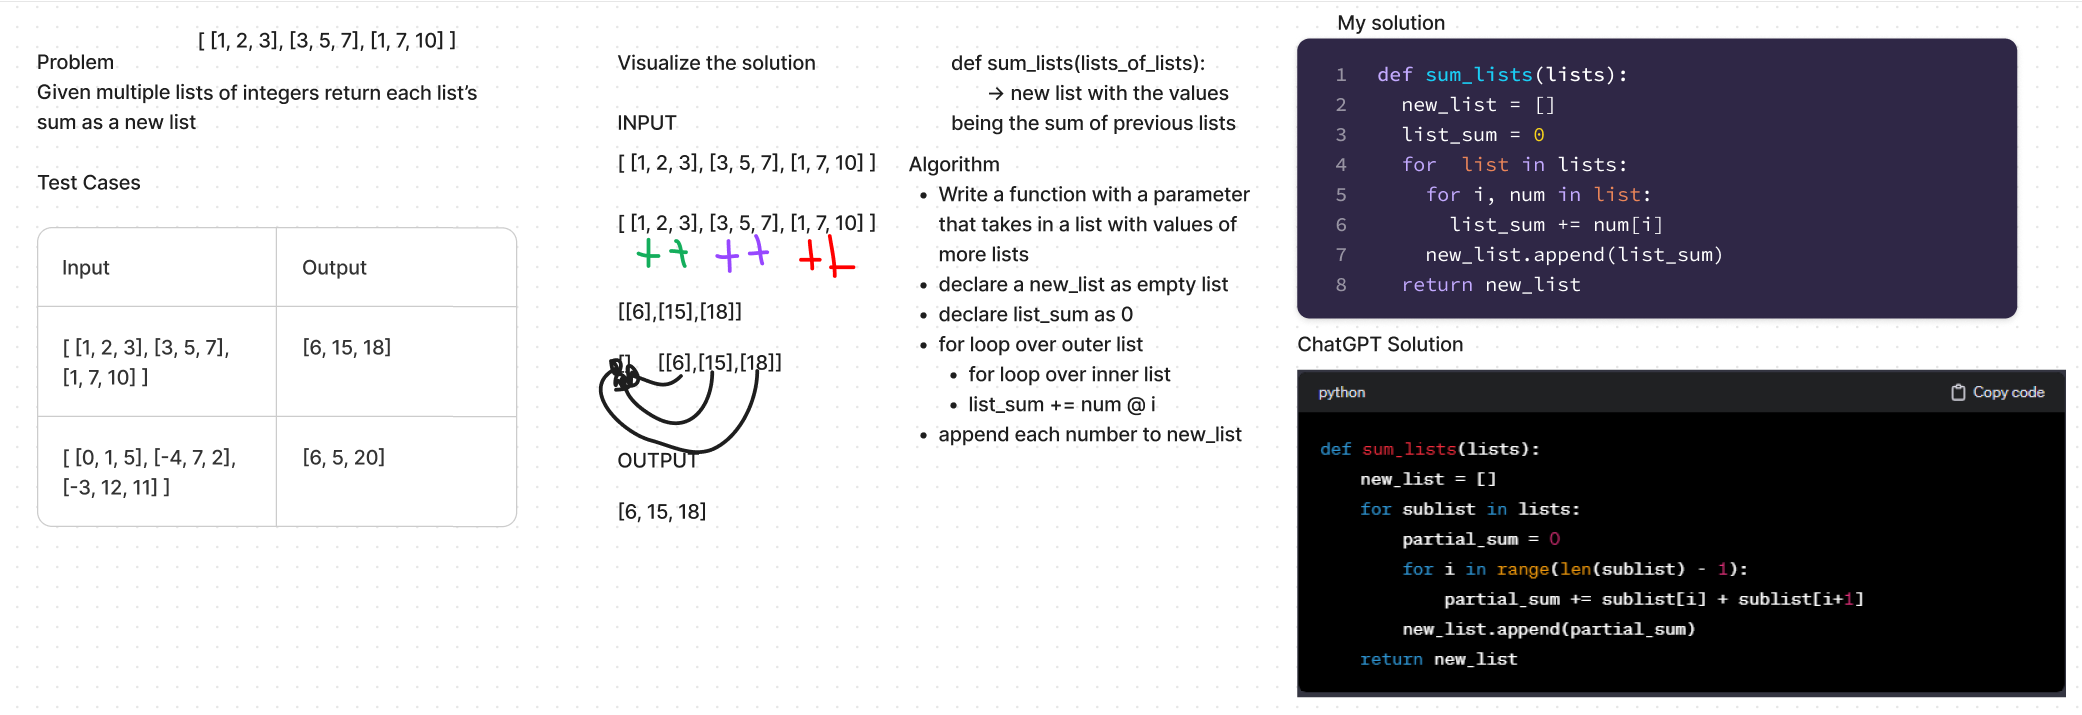 [ [1, 2, 3], [3, 5, 7], [1, 7, 10] ]
Problem
Given multiple lists of integers return each list's
sum as a new list
Test Cases
Input
Output
[ [1, 2, 3], [3, 5, 7],
[1, 7, 10] ]
[6, 15, 18]
[ [0, 1, 5], [-4, 7, 2],
[-3, 12, 11] ]
[6, 5, 20]
Visualize the solution
INPUT
[ [1, 2, 3], [3, 5, 7], [1, 7, 10] ]
[ [1, 2, 3], [3, 5, 7], [1, 7, 10] ]
+ + + + + +
[[6],[15],[18]]
[] [[6],[15],[18]]
OUTPUT
[6, 15, 18]
def sum_lists(lists_of_lists):
→ new list with the values
being the sum of previous lists
Algorithm
• Write a function with a parameter
that takes in a list with values of
more lists
• declare a new_list as empty list
• declare list_sum as 0
• for loop over outer list
• for loop over inner list
• list_sum += num @ i
• append each number to new_list
My solution
1 def sum_lists(lists):
2 new_list = []
3 list_sum = 0
4 for list in lists:
5 for i, num in list:
6 list_sum += num[i]
7 new_list.append(list_sum)
8 return new_list
ChatGPT Solution
python
Copy code
def sum_lists(lists):
new_list = []
for sublist in lists:
partial_sum = 0
for i in range(len(sublist) - 1):
partial_sum += sublist[i] + sublist[i+1]
new_list.append(partial_sum)
return new_list